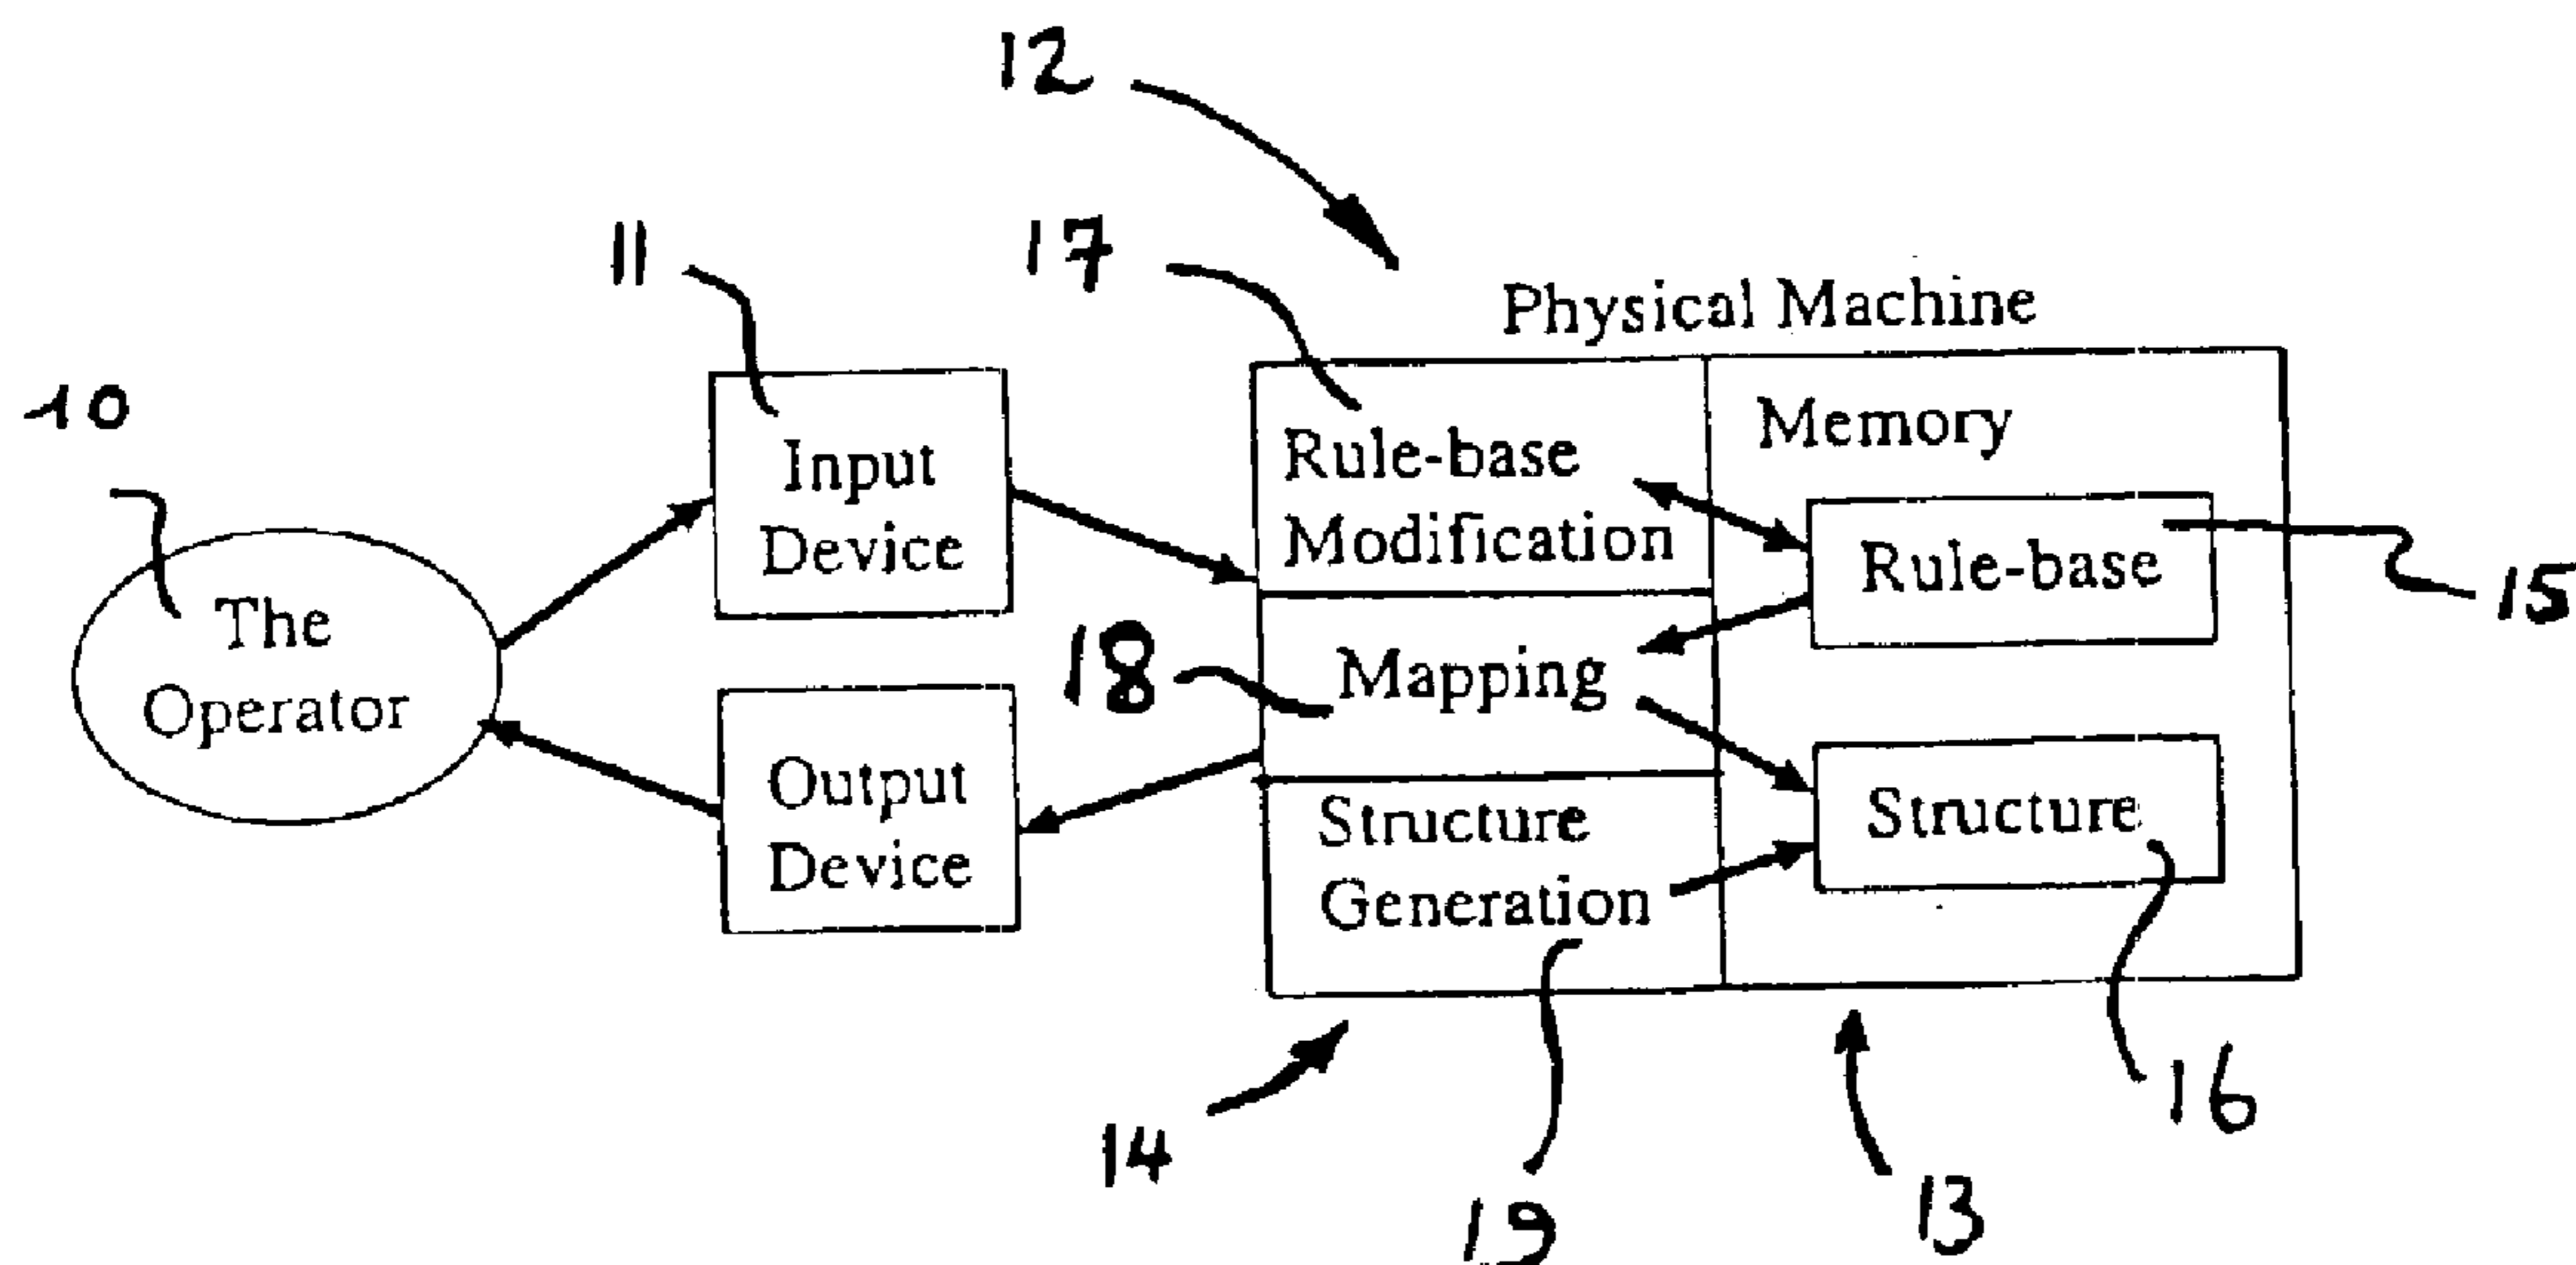 12
11
17
Physical Machine
10
Input
Device
Rule-base
Modification
Memory
Rule-base
15
The
Operator
18
Mapping
Output
Device
Structure
Generation
Structure
14
19
13
16